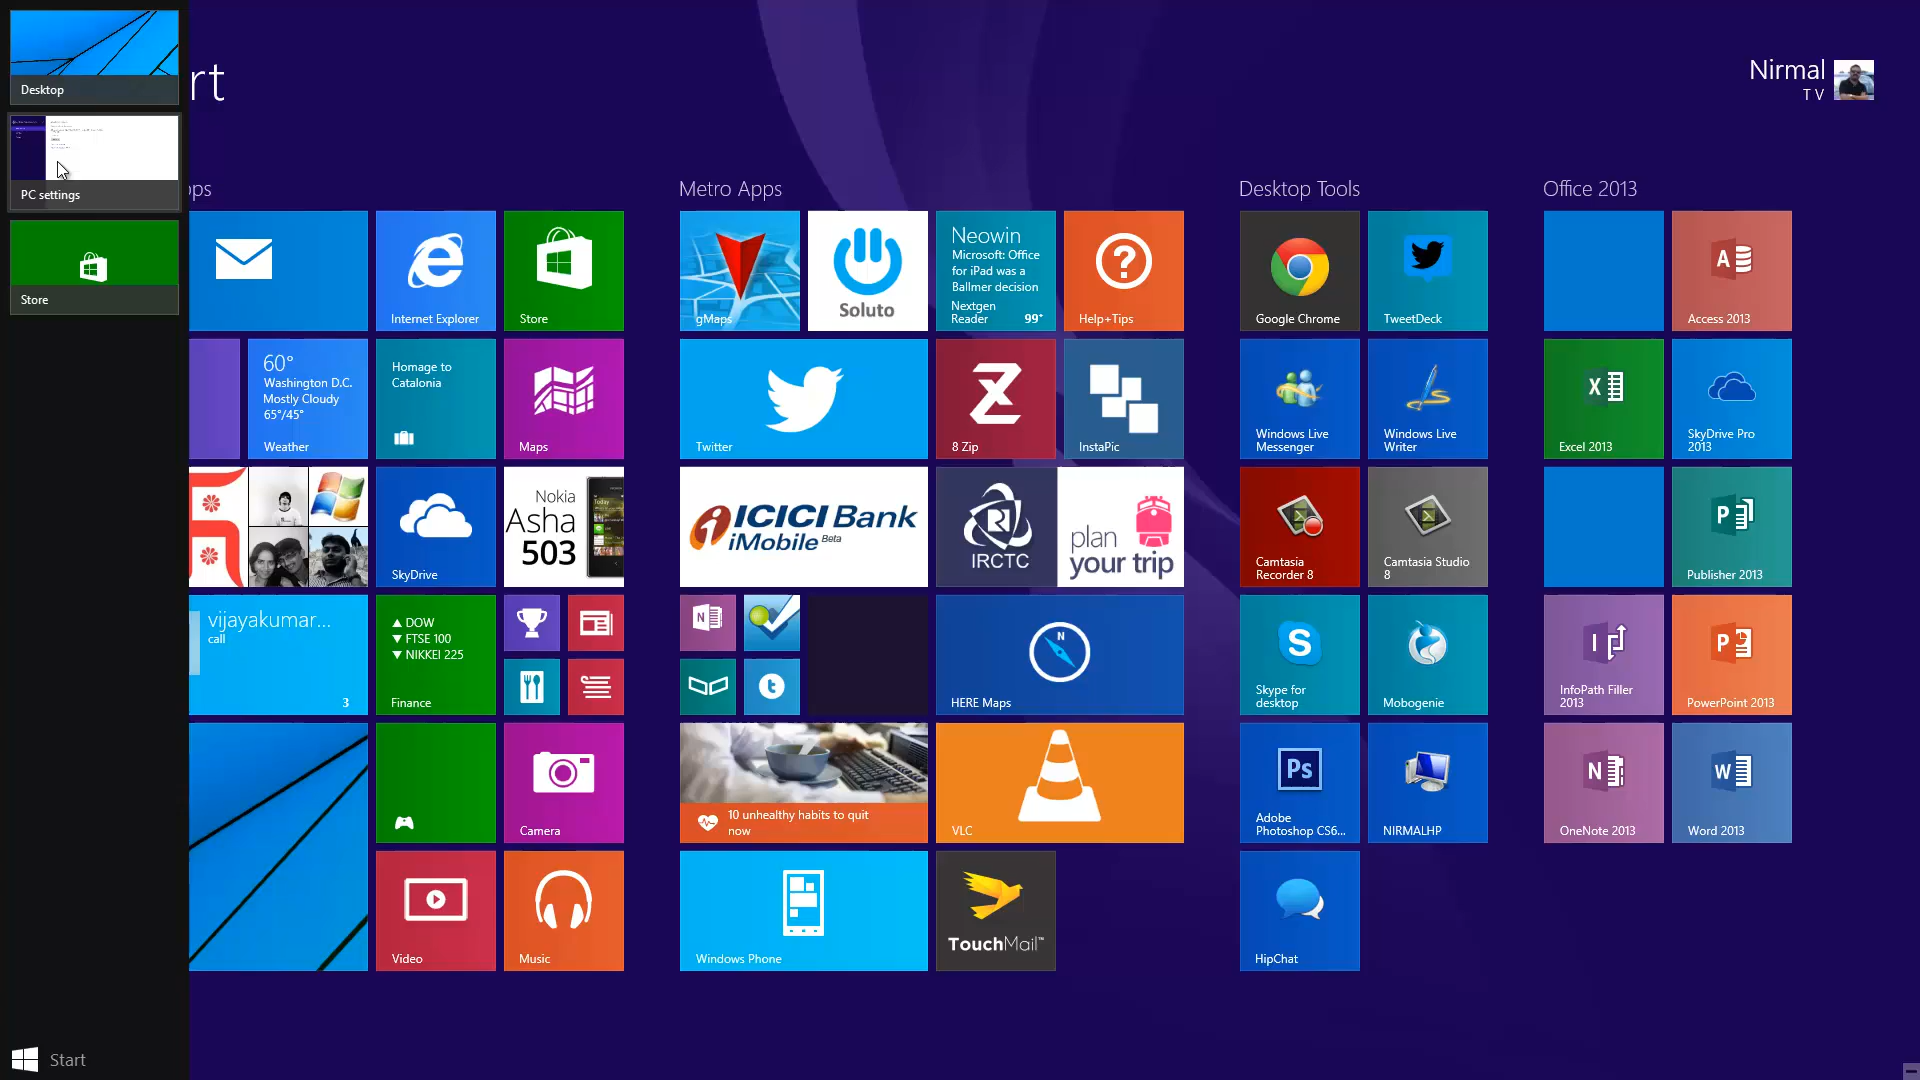 Desktop
PC settings
Store
Start
rt
Nirmal
TV
ps
Internet Explorer
Store
60°
Washington D.C.
Mostly Cloudy
65°/45°
Weather
Homage to
Catalonia
Maps
SkyDrive
Nokia
Asha
503
vijayakumar...
call
3
▲ DOW
▼ FTSE 100
▼ NIKKEI 225
Finance
Camera
Video
Music
Metro Apps
gMaps
Soluto
Neowin
Microsoft: Office
for iPad was a
Ballmer decision
Nextgen
Reader
99+
Help+Tips
Twitter
8 Zip
InstaPic
ICICI Bank
iMobile Beta
IRCTC
plan
your trip
N
HERE Maps
10 unhealthy habits to quit
now
VLC
Windows Phone
TouchMail™
Desktop Tools
Google Chrome
TweetDeck
Windows Live
Messenger
Windows Live
Writer
Camtasia
Recorder 8
Camtasia Studio
8
Skype for
desktop
Mobogenie
Ps
Adobe
Photoshop CS6...
NIRMALHP
HipChat
Office 2013
Access 2013
Excel 2013
SkyDrive Pro
2013
Publisher 2013
InfoPath Filler
2013
PowerPoint 2013
OneNote 2013
Word 2013